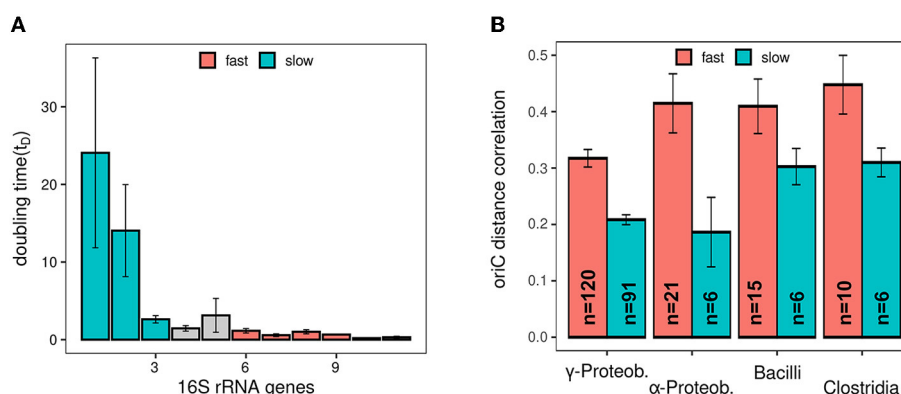 A
fast slow
doubling time(tD)
30
20
10
0
3 6 9
16S rRNA genes
B
fast slow
oriC distance correlation
0.5
0.4
0.3
0.2
0.1
0.0
n=120 n=91 n=21 n=6 n=15 n=6 n=10 n=6
γ-Proteob. α-Proteob. Bacilli Clostridia